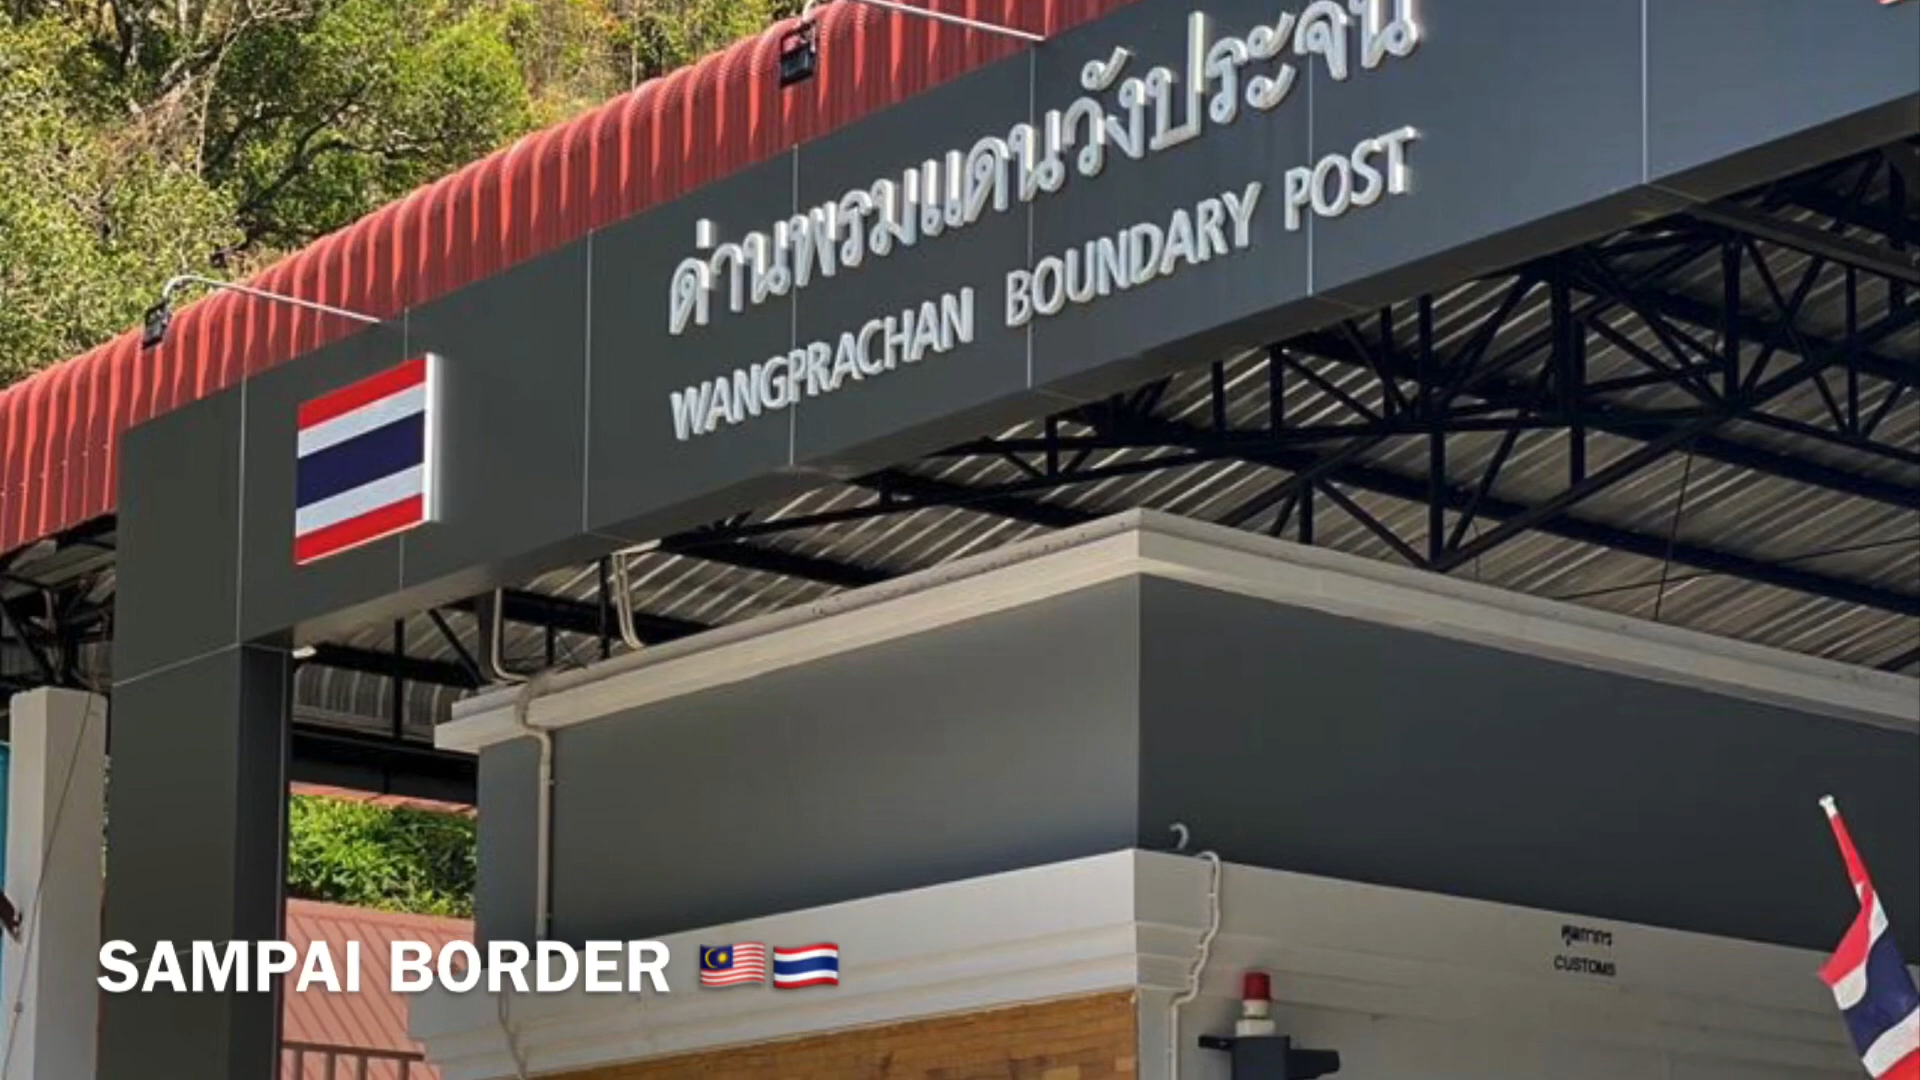 ด่านพรมแดนวังประจัน
WANGPRACHAN BOUNDARY POST
ศุลกากร
CUSTOMS
SAMPAI BORDER 🇲🇾🇹🇭